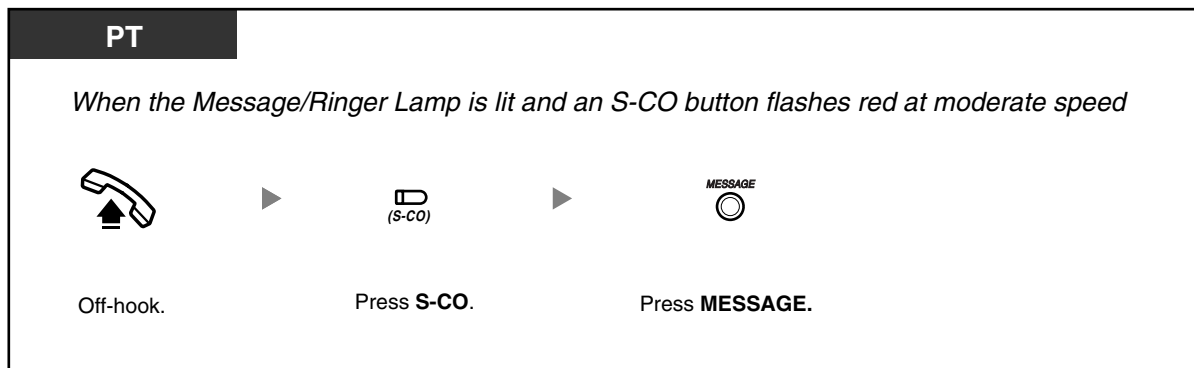 PT
When the Message/Ringer Lamp is lit and an S-CO button flashes red at moderate speed
MESSAGE
(S-CO)
Off-hook.
Press S-CO.
Press MESSAGE.